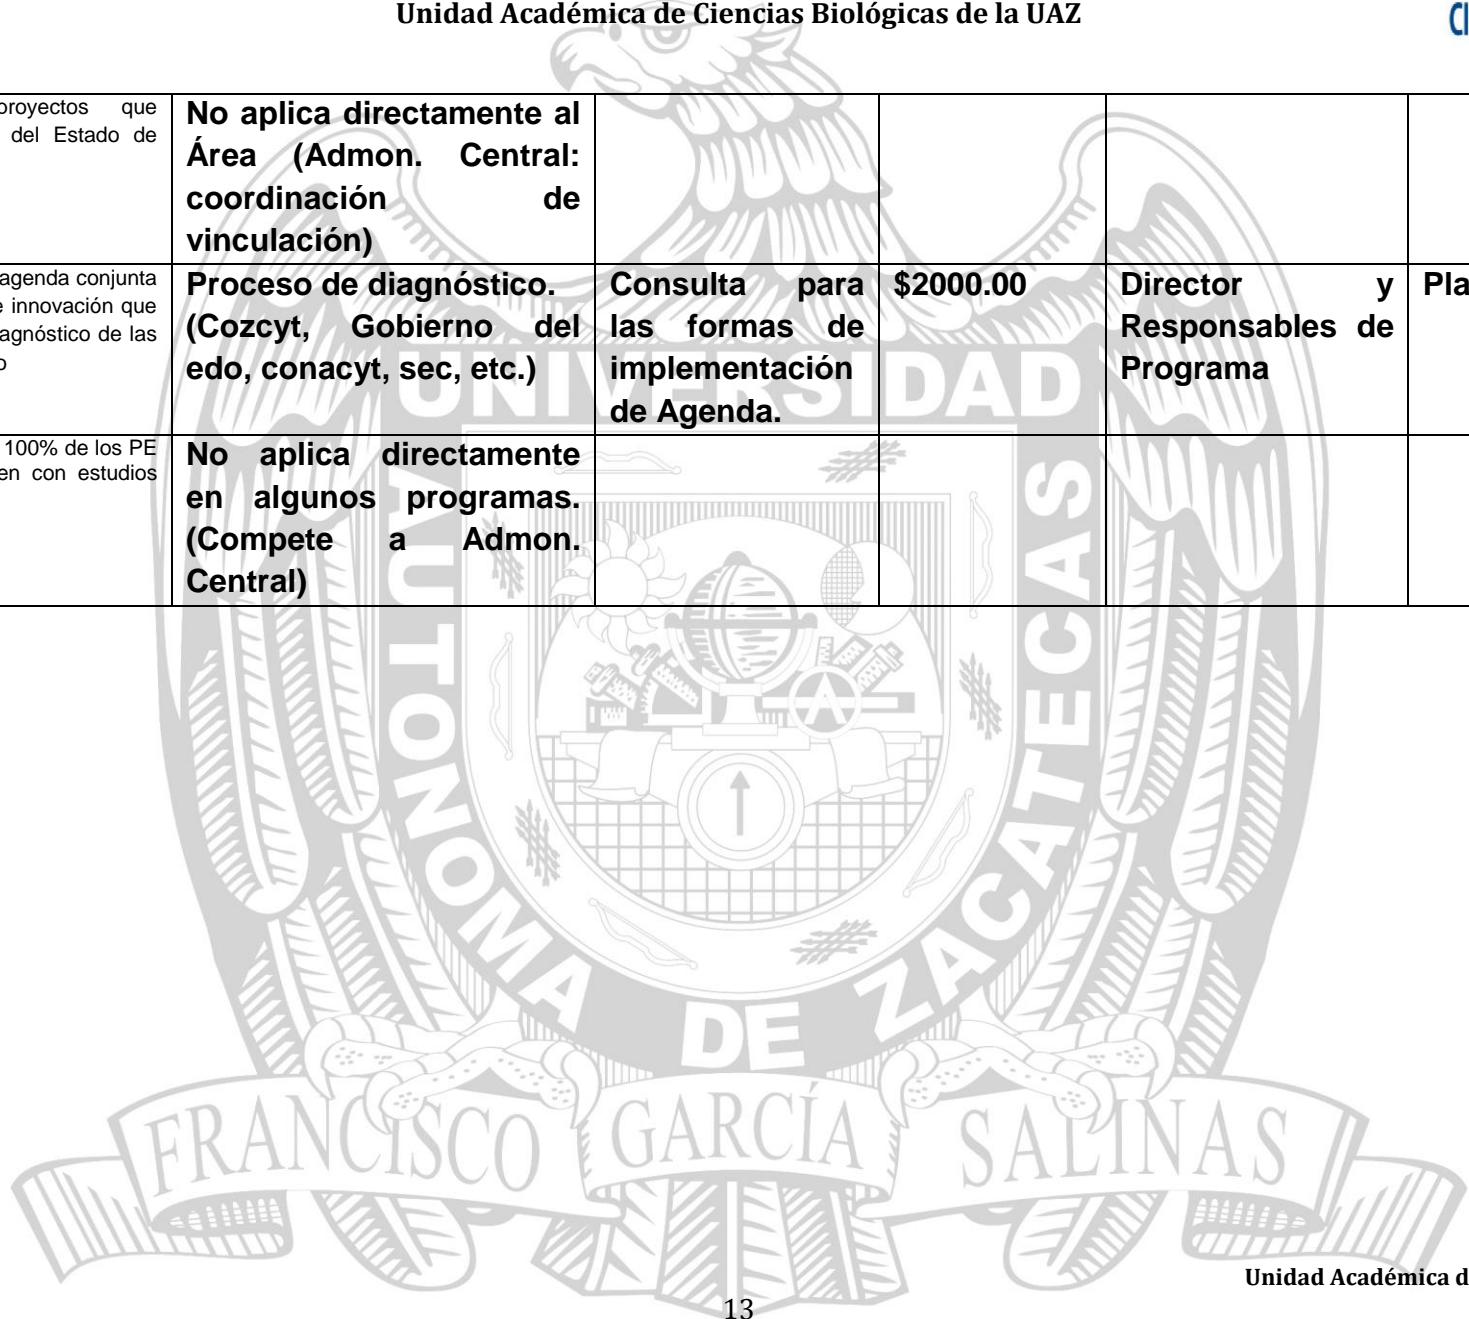 Unidad Académica de Ciencias Biológicas de la UAZ
que
del Estado de
No aplica directamente al
Área (Admon. Central:
coordinación de
vinculación)
agenda conjunta
innovación que
de las
Proceso de diagnóstico.
(Cozcyt, Gobierno del
edo, conacyt, sec, etc.)
Consulta para
las formas de
implementación
de Agenda.
$2000.00
Director y
Responsables de
Programa
100% de los PE
con estudios
No aplica directamente
en algunos programas.
(Compete a Admon.
Central)
UNIVERSIDAD
AUTONOMA DE ZACATECAS
FRANCISCO GARCÍA SALINAS
Unidad Académica
13